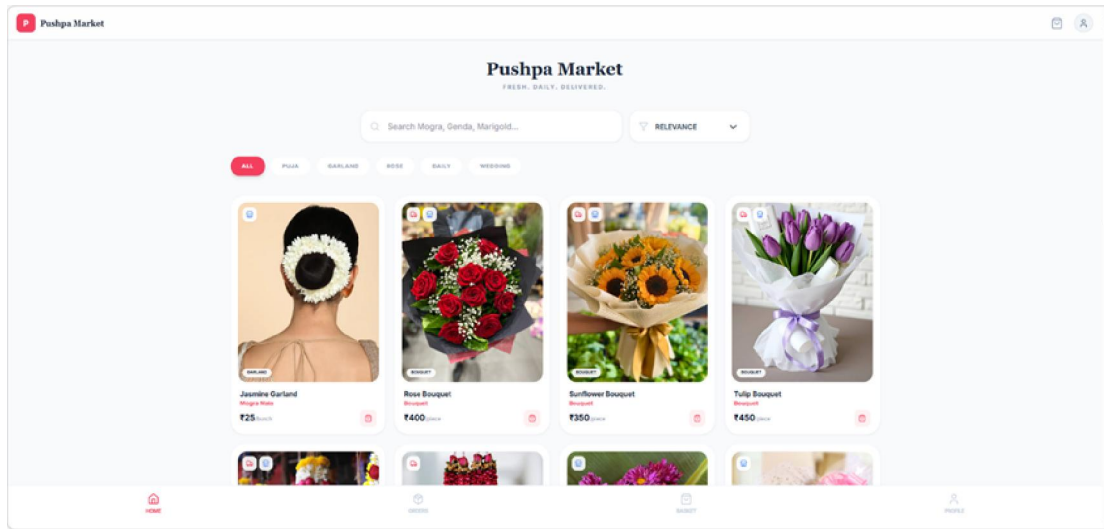 P Pushpa Market
Pushpa Market
FRESH. DAILY. DELIVERED.
Search Mogra, Genda, Marigold...
RELEVANCE
ALL PUJA GARLAND ROSE DAILY WEDDING
GARLAND BOUQUET BOUQUET BOUQUET
Jasmine Garland Rose Bouquet Sunflower Bouquet Tulip Bouquet
Mogra Mala Bouquet Bouquet Bouquet
₹25/bunch ₹400/piece ₹350/piece ₹450/piece
HOME ORDERS BASKET PROFILE